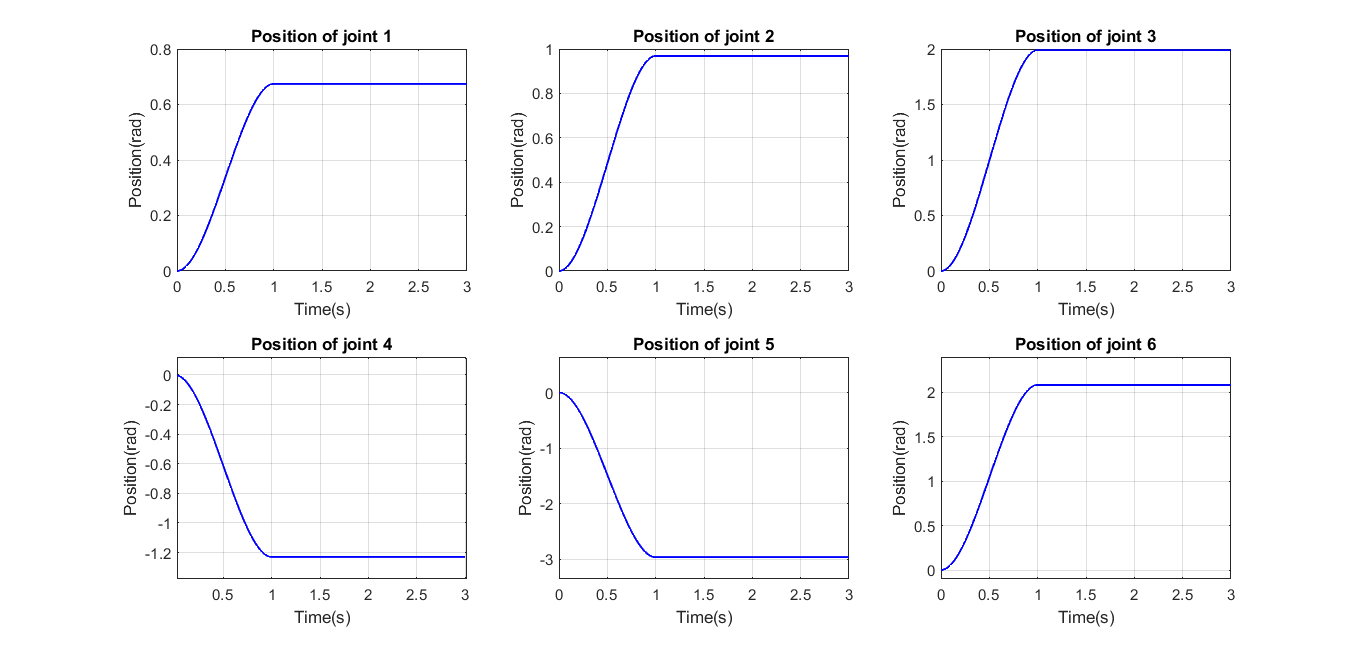 Position of joint 1
Position(rad)
0.8
0.6
0.4
0.2
0
0 0.5 1 1.5 2 2.5 3
Time(s)
Position of joint 2
Position(rad)
1
0.8
0.6
0.4
0.2
0
0 0.5 1 1.5 2 2.5 3
Time(s)
Position of joint 3
Position(rad)
2
1.5
1
0.5
0
0 0.5 1 1.5 2 2.5 3
Time(s)
Position of joint 4
Position(rad)
0
-0.2
-0.4
-0.6
-0.8
-1
-1.2
0.5 1 1.5 2 2.5 3
Time(s)
Position of joint 5
Position(rad)
0
-1
-2
-3
0 0.5 1 1.5 2 2.5 3
Time(s)
Position of joint 6
Position(rad)
2
1.5
1
0.5
0
0 0.5 1 1.5 2 2.5 3
Time(s)